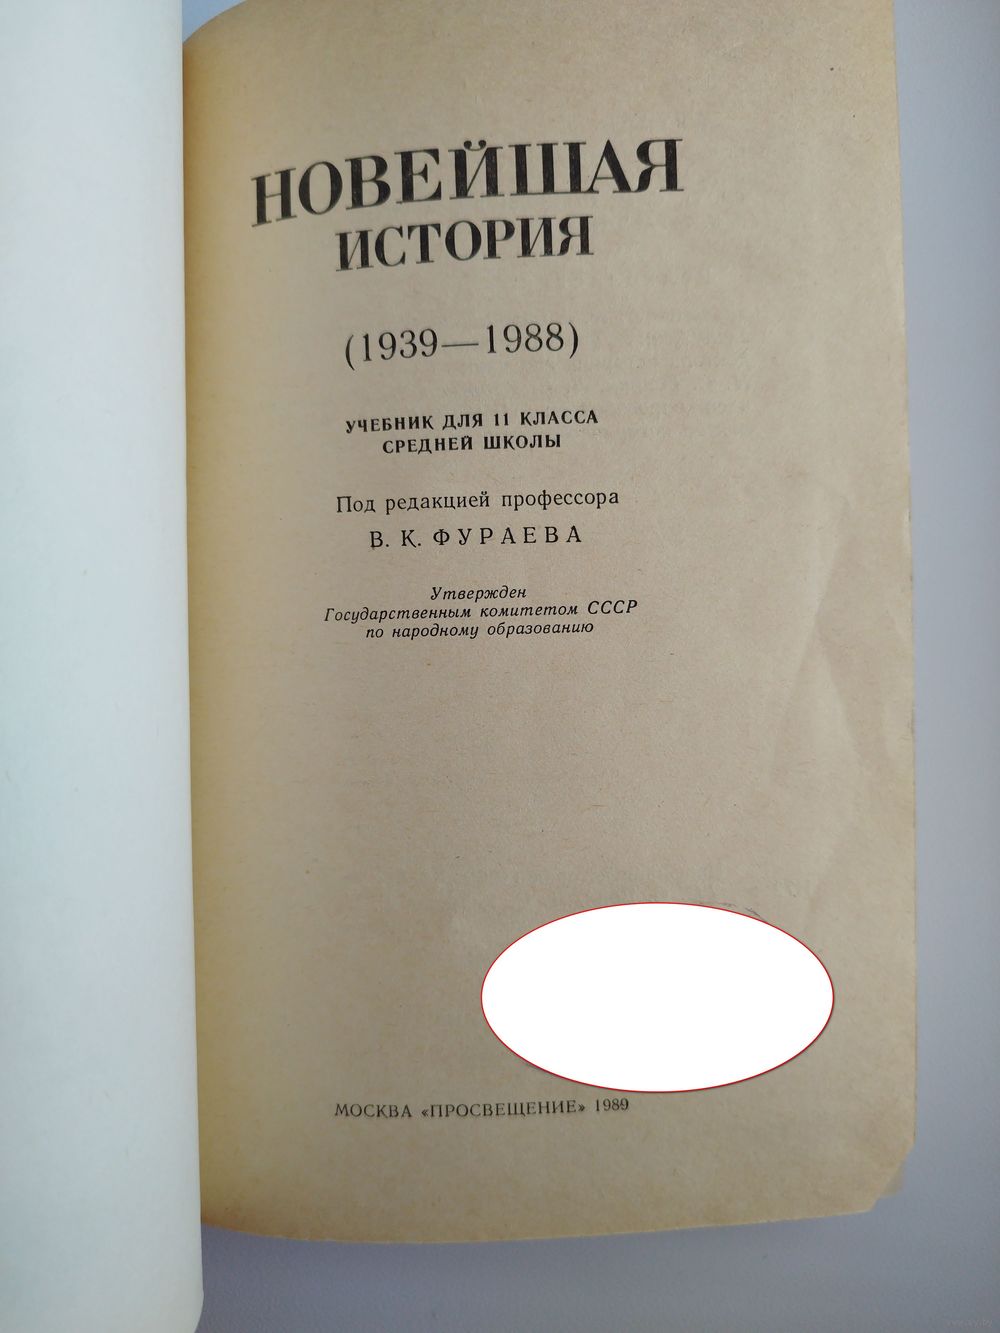 НОВЕЙШАЯ
ИСТОРИЯ
(1939—1988)
УЧЕБНИК ДЛЯ 11 КЛАССА
СРЕДНЕЙ ШКОЛЫ
Под редакцией профессора
В. К. ФУРАЕВА
Утвержден
Государственным комитетом СССР
по народному образованию
МОСКВА «ПРОСВЕЩЕНИЕ» 1989